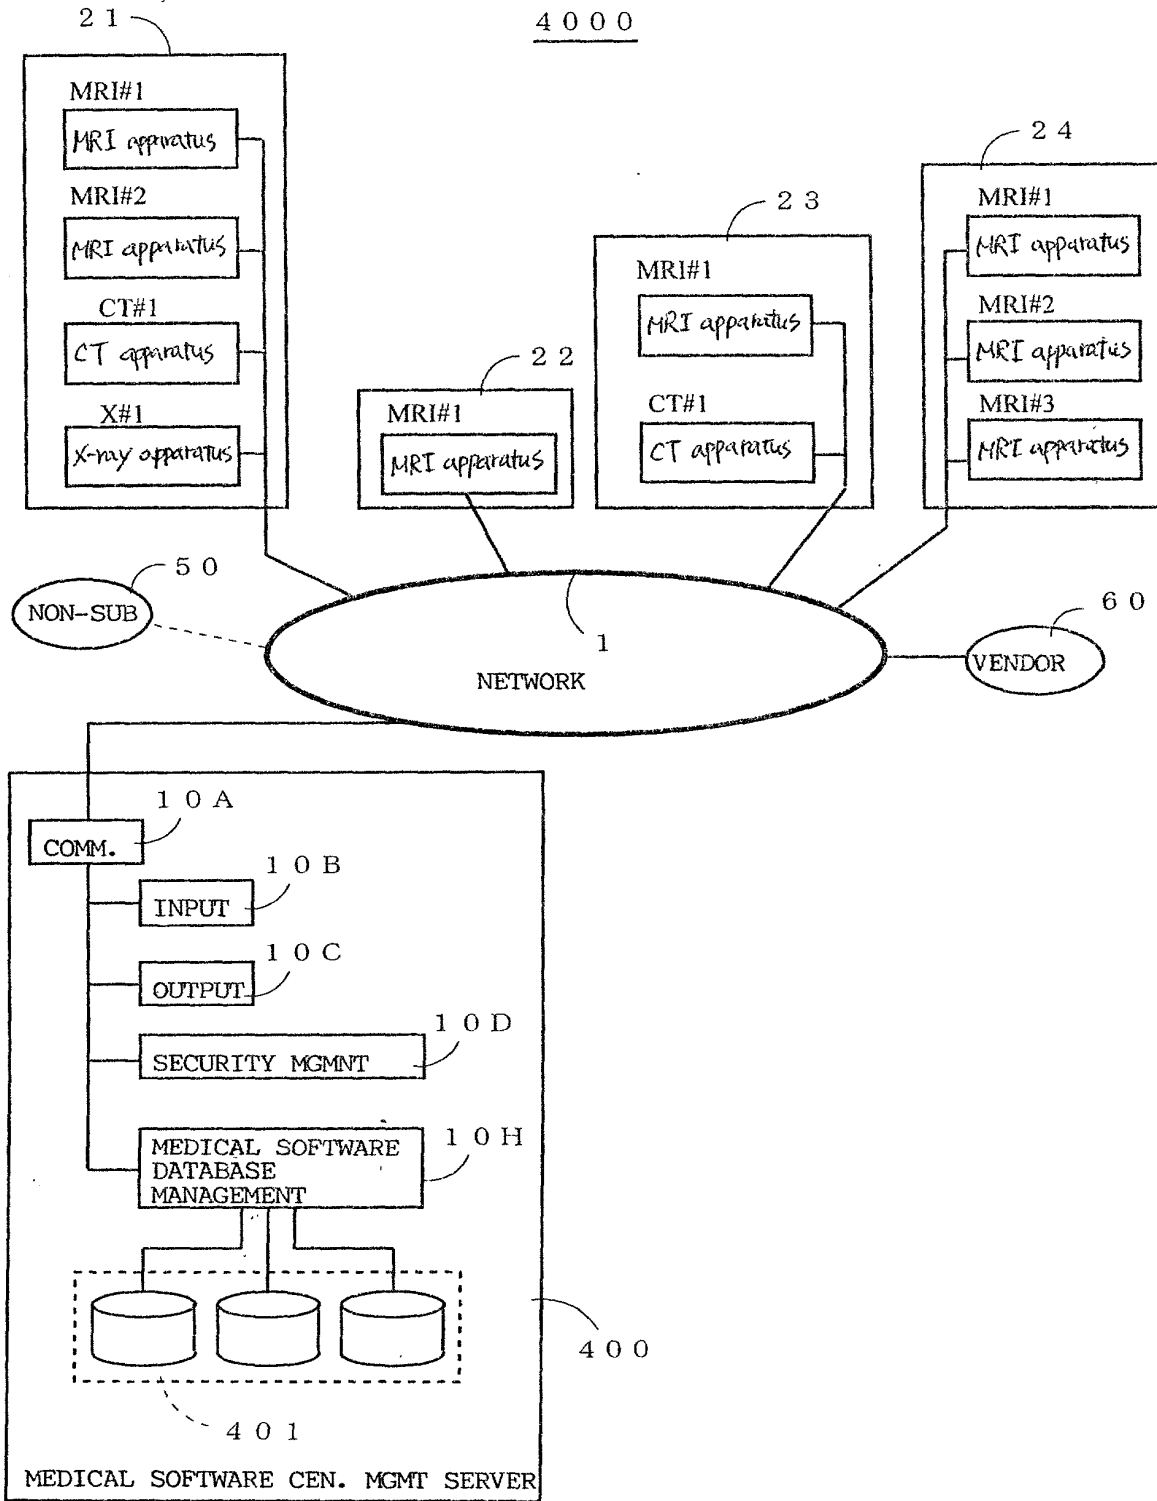 4000
21
MRI#1
MRI apparatus
MRI#2
MRI apparatus
CT#1
CT apparatus
X#1
X-ray apparatus
22
MRI#1
MRI apparatus
23
MRI#1
MRI apparatus
CT#1
CT apparatus
24
MRI#1
MRI apparatus
MRI#2
MRI apparatus
MRI#3
MRI apparatus
50
NON-SUB
1
NETWORK
60
VENDOR
10A
COMM.
10B
INPUT
10C
OUTPUT
10D
SECURITY MGMNT
10H
MEDICAL SOFTWARE
DATABASE
MANAGEMENT
400
401
MEDICAL SOFTWARE CEN. MGMT SERVER